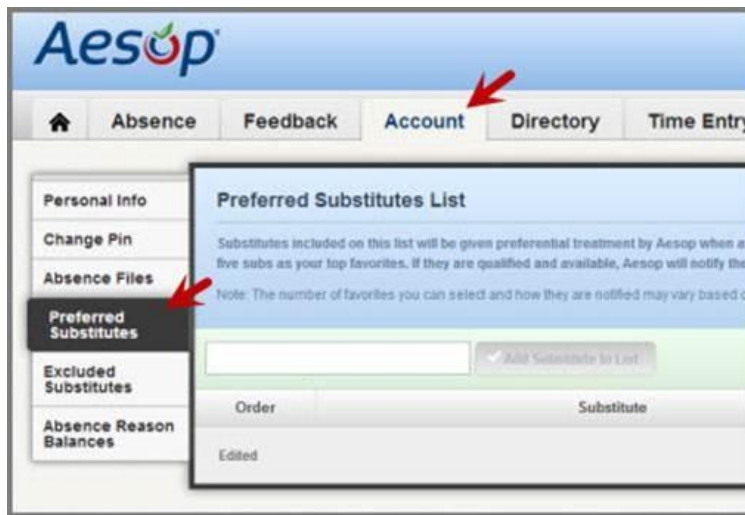 Aesop
Absence Feedback Account Directory Time Entry
Personal Info
Change Pin
Absence Files
Preferred
Substitutes
Excluded
Substitutes
Absence Reason
Balances
Preferred Substitutes List
Substitutes included on this list will be given preferential treatment by Aesop when a
five subs as your top favorites. If they are qualified and available, Aesop will notify the
Note: The number of favorites you can select and how they are notified may vary based o
Add Substitute to List
Order Substitute
Edited